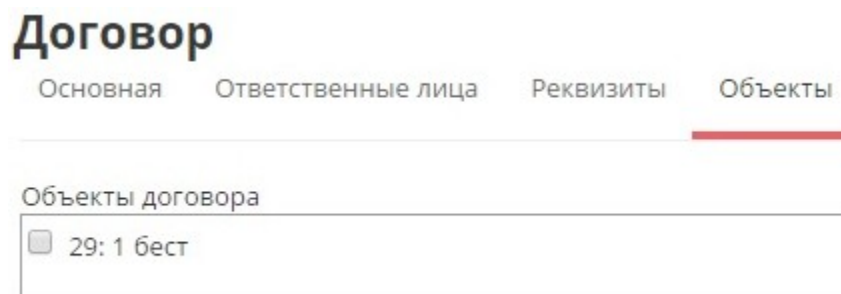 Договор
Основная Ответственные лица Реквизиты Объекты
Объекты договора
29: 1 бест